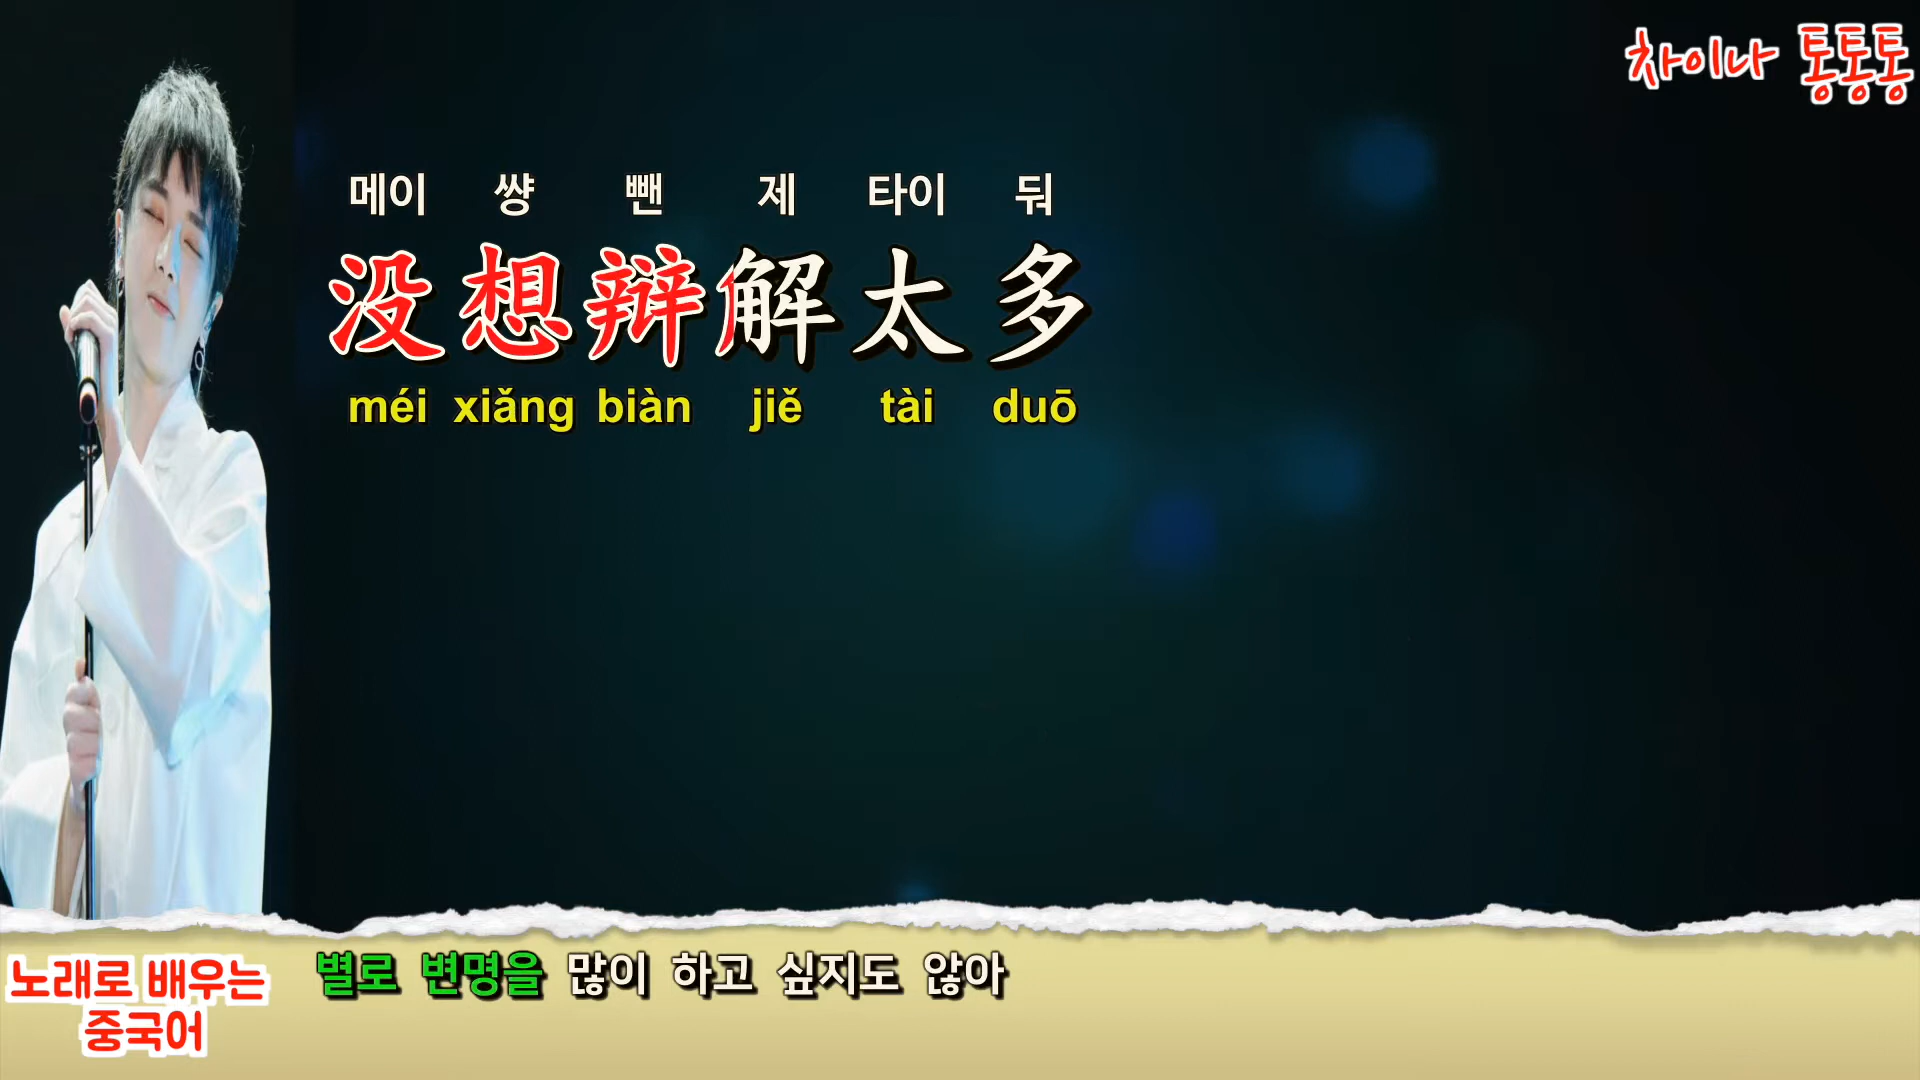 차이나 통통통
메이 썅 뺀 제 타이 둬
没想辩解太多
méi xiǎng biàn jiě tài duō
별로 변명을 많이 하고 싶지도 않아
노래로 배우는
중국어